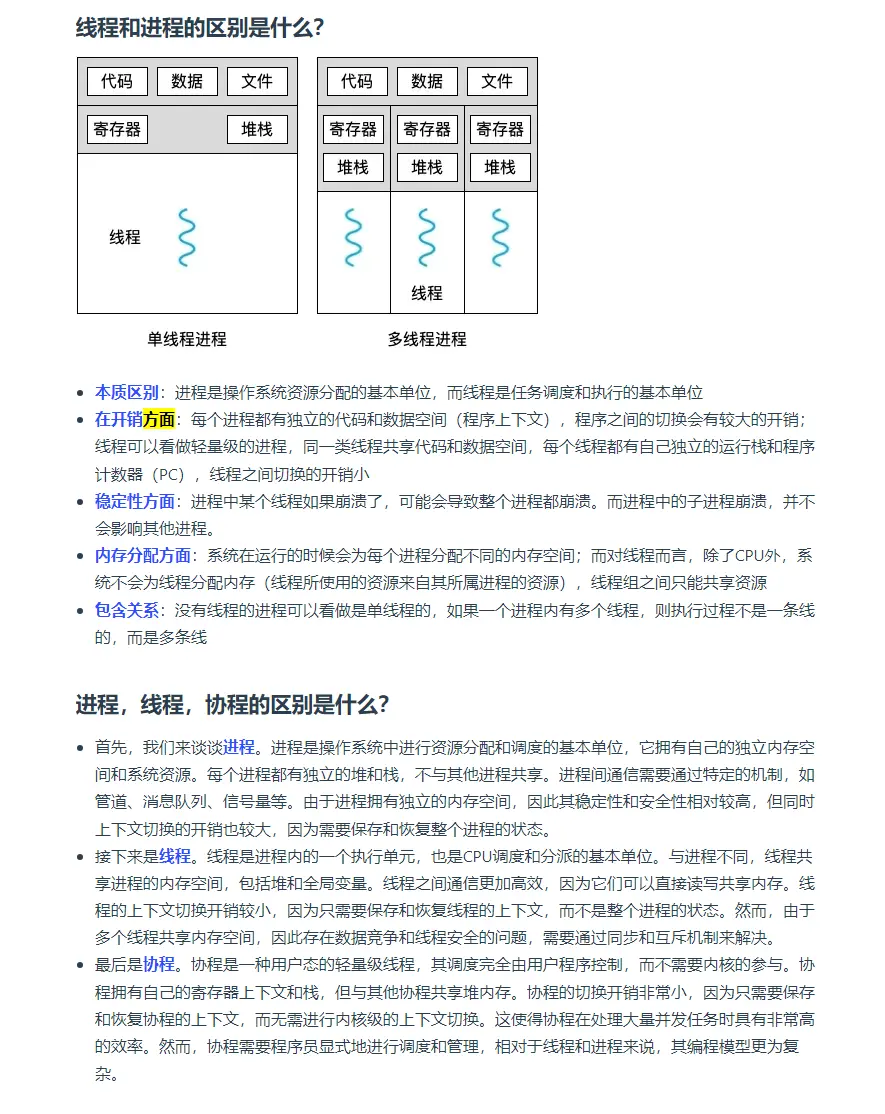 线程和进程的区别是什么？
代码 数据 文件
寄存器 堆栈
线程
单线程进程
代码 数据 文件
寄存器 寄存器 寄存器
堆栈 堆栈 堆栈
线程
多线程进程
本质区别：进程是操作系统资源分配的基本单位，而线程是任务调度和执行的基本单位
在开销方面：每个进程都有独立的代码和数据空间（程序上下文），程序之间的切换会有较大的开销；
线程可以看做轻量级的进程，同一类线程共享代码和数据空间，每个线程都有自己独立的运行栈和程序
计数器（PC），线程之间切换的开销小
稳定性方面：进程中某个线程如果崩溃了，可能会导致整个进程都崩溃。而进程中的子进程崩溃，并不
会影响其他进程。
内存分配方面：系统在运行的时候会为每个进程分配不同的内存空间；而对线程而言，除了CPU外，系
统不会为线程分配内存（线程所使用的资源来自其所属进程的资源），线程组之间只能共享资源
包含关系：没有线程的进程可以看做是单线程的，如果一个进程内有多个线程，则执行过程不是一条线
的，而是多条线
进程，线程，协程的区别是什么？
首先，我们来谈谈进程。进程是操作系统中进行资源分配和调度的基本单位，它拥有自己的独立内存空
间和系统资源。每个进程都有独立的堆和栈，不与其他进程共享。进程间通信需要通过特定的机制，如
管道、消息队列、信号量等。由于进程拥有独立的内存空间，因此其稳定性和安全性相对较高，但同时
上下文切换的开销也较大，因为需要保存和恢复整个进程的状态。
接下来是线程。线程是进程内的一个执行单元，也是CPU调度和分派的基本单位。与进程不同，线程共
享进程的内存空间，包括堆和全局变量。线程之间通信更加高效，因为它们可以直接读写共享内存。线
程的上下文切换开销较小，因为只需要保存和恢复线程的上下文，而不是整个进程的状态。然而，由于
多个线程共享内存空间，因此存在数据竞争和线程安全的问题，需要通过同步和互斥机制来解决。
最后是协程。协程是一种用户态的轻量级线程，其调度完全由用户程序控制，而不需要内核的参与。协
程拥有自己的寄存器上下文和栈，但与其他协程共享堆内存。协程的切换开销非常小，因为只需要保存
和恢复协程的上下文，而无需进行内核级的上下文切换。这使得协程在处理大量并发任务时具有非常高
的效率。然而，协程需要程序员显式地进行调度和管理，相对于线程和进程来说，其编程模型更为复
杂。